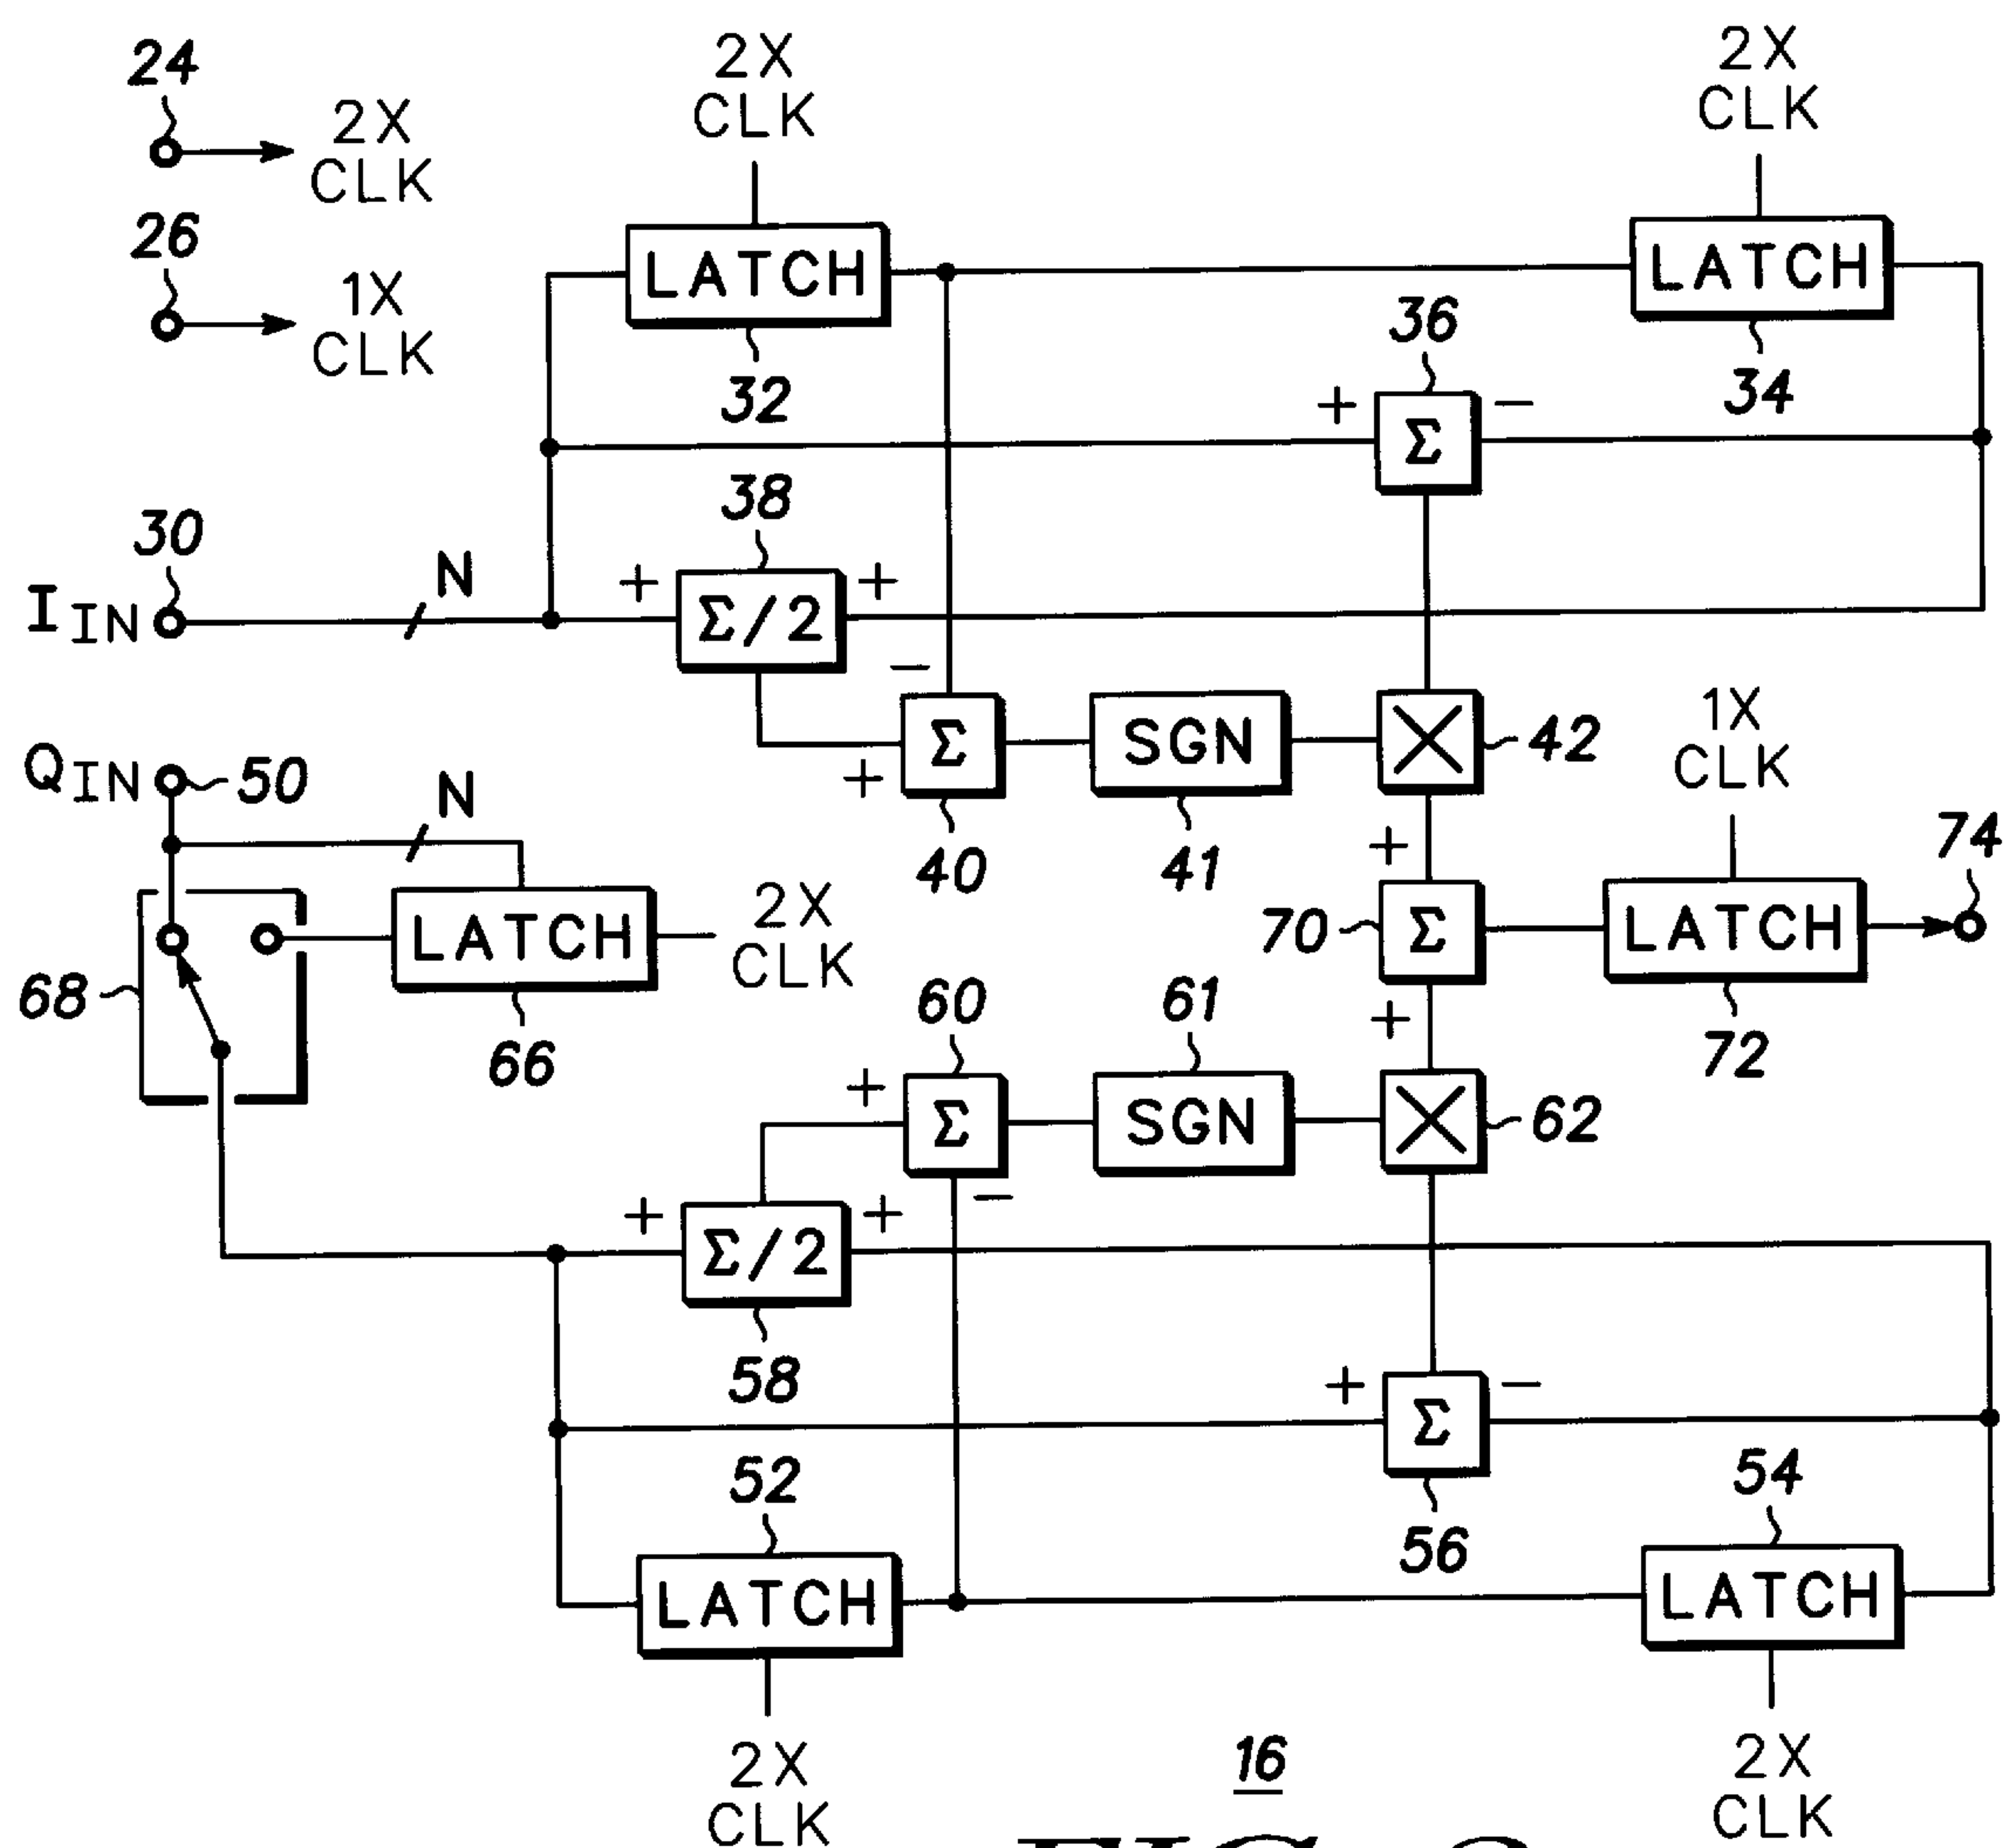 24
2X
CLK
26
1X
CLK
2X
CLK
LATCH
32
2X
CLK
LATCH
34
36
+ Σ −
38
30
I IN
N
+ Σ/2 +
−
Σ
+
40
SGN
41
X
42
Q IN
50
N
68
LATCH
66
2X
CLK
+
70
Σ
+
1X
CLK
LATCH
72
74
60
+
Σ
−
61
SGN
X
62
+ Σ/2 +
58
+ Σ −
56
52
LATCH
2X
CLK
54
LATCH
2X
CLK
16